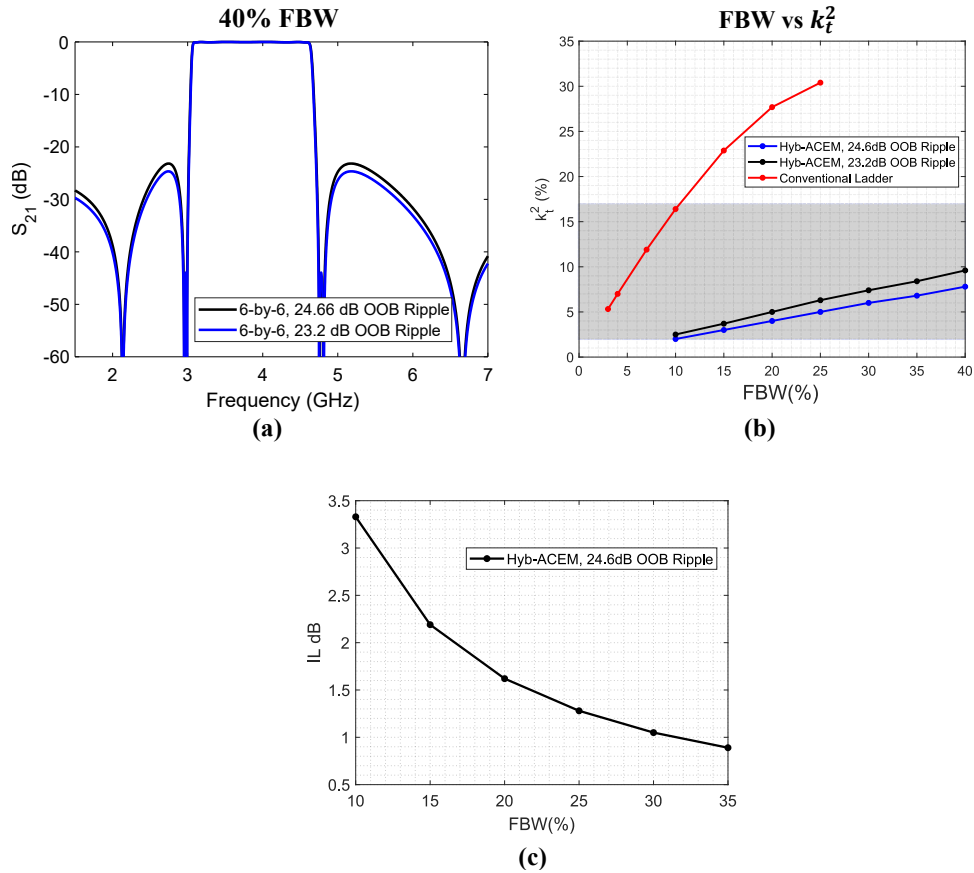 40% FBW
0
-10
-20
-30
-40
-50
-60
S21 (dB)
6-by-6, 24.66 dB OOB Ripple
6-by-6, 23.2 dB OOB Ripple
2
3
4
5
6
7
Frequency (GHz)
(a)
FBW vs k_t^2
35
30
25
20
15
10
5
0
k_t^2 (%)
Hyb-ACEM, 24.6dB OOB Ripple
Hyb-ACEM, 23.2dB OOB Ripple
Conventional Ladder
0
5
10
15
20
25
30
35
40
FBW(%)
(b)
3.5
3
2.5
2
1.5
1
0.5
IL dB
Hyb-ACEM, 24.6dB OOB Ripple
10
15
20
25
30
35
FBW(%)
(c)